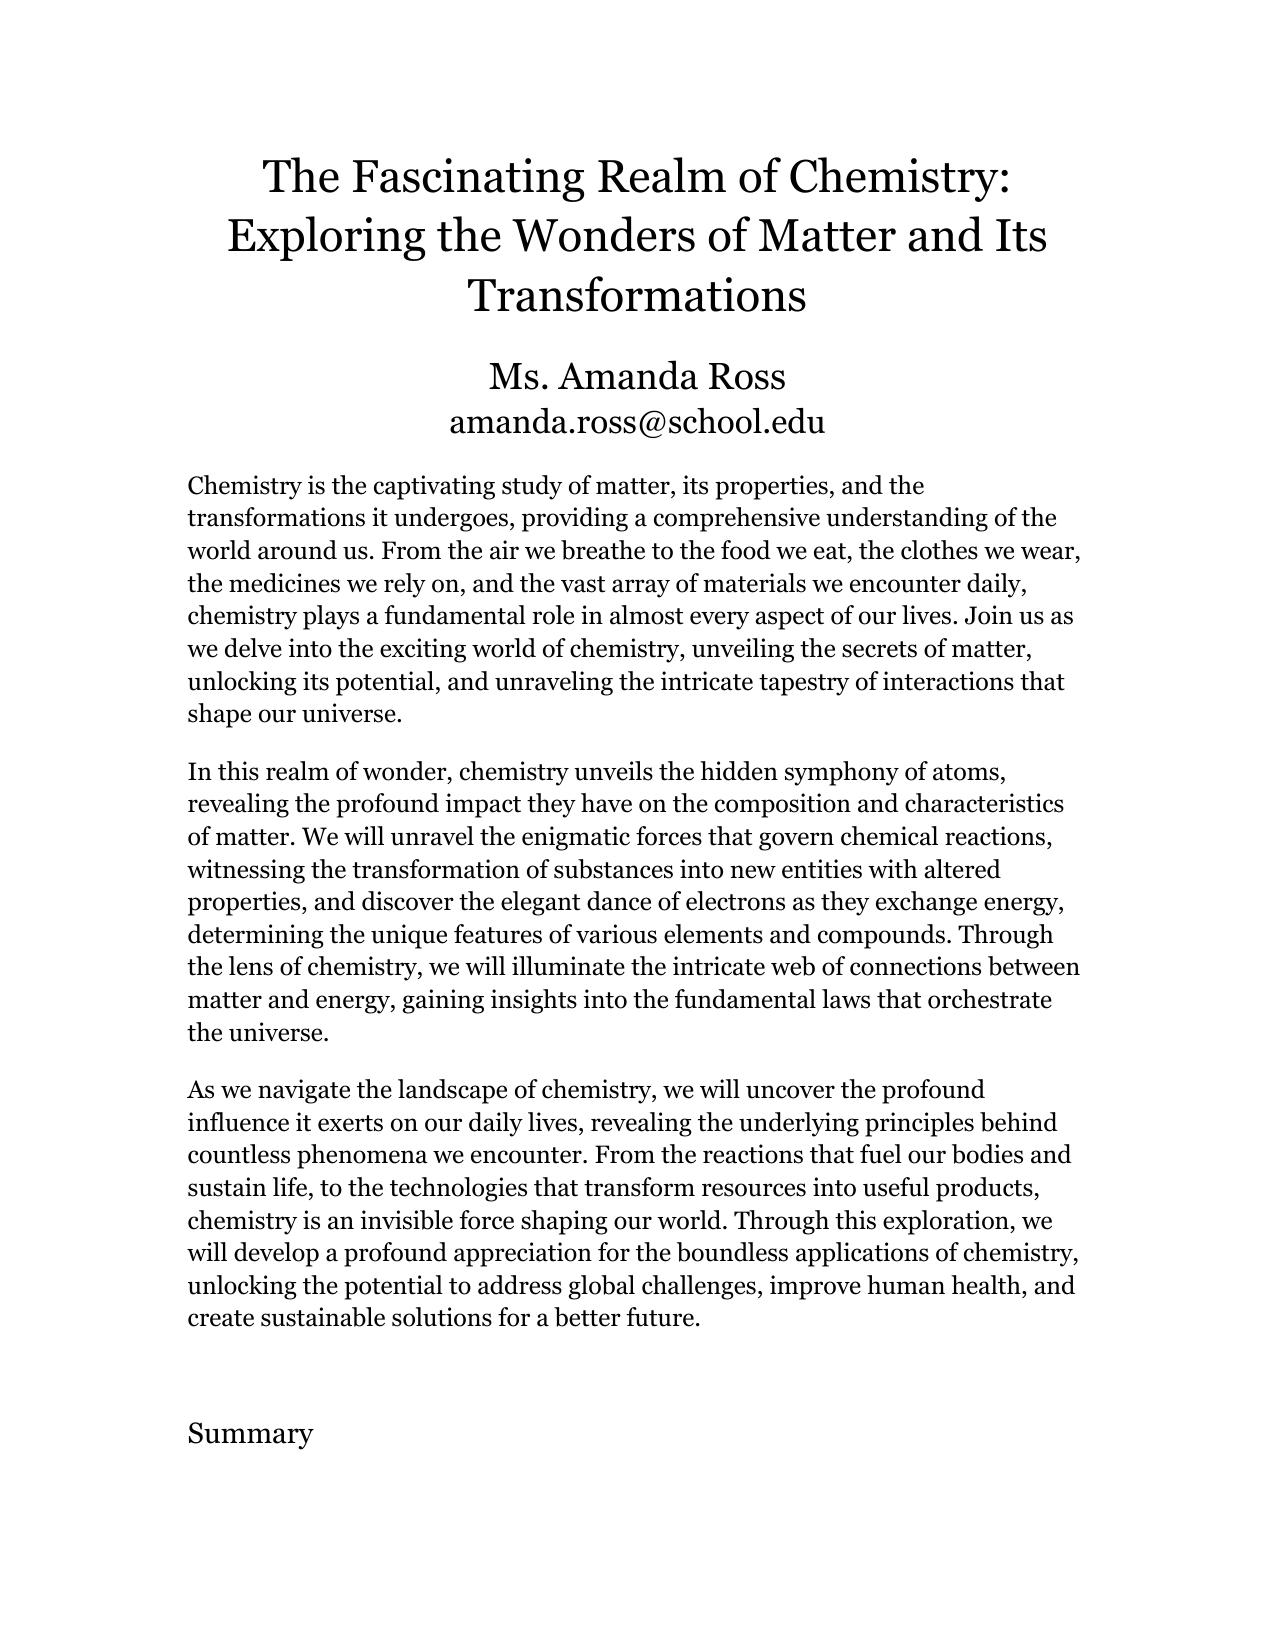 The Fascinating Realm of Chemistry:
Exploring the Wonders of Matter and Its
Transformations
Ms. Amanda Ross
amanda.ross@school.edu
Chemistry is the captivating study of matter, its properties, and the
transformations it undergoes, providing a comprehensive understanding of the
world around us. From the air we breathe to the food we eat, the clothes we wear,
the medicines we rely on, and the vast array of materials we encounter daily,
chemistry plays a fundamental role in almost every aspect of our lives. Join us as
we delve into the exciting world of chemistry, unveiling the secrets of matter,
unlocking its potential, and unraveling the intricate tapestry of interactions that
shape our universe.
In this realm of wonder, chemistry unveils the hidden symphony of atoms,
revealing the profound impact they have on the composition and characteristics
of matter. We will unravel the enigmatic forces that govern chemical reactions,
witnessing the transformation of substances into new entities with altered
properties, and discover the elegant dance of electrons as they exchange energy,
determining the unique features of various elements and compounds. Through
the lens of chemistry, we will illuminate the intricate web of connections between
matter and energy, gaining insights into the fundamental laws that orchestrate
the universe.
As we navigate the landscape of chemistry, we will uncover the profound
influence it exerts on our daily lives, revealing the underlying principles behind
countless phenomena we encounter. From the reactions that fuel our bodies and
sustain life, to the technologies that transform resources into useful products,
chemistry is an invisible force shaping our world. Through this exploration, we
will develop a profound appreciation for the boundless applications of chemistry,
unlocking the potential to address global challenges, improve human health, and
create sustainable solutions for a better future.
Summary